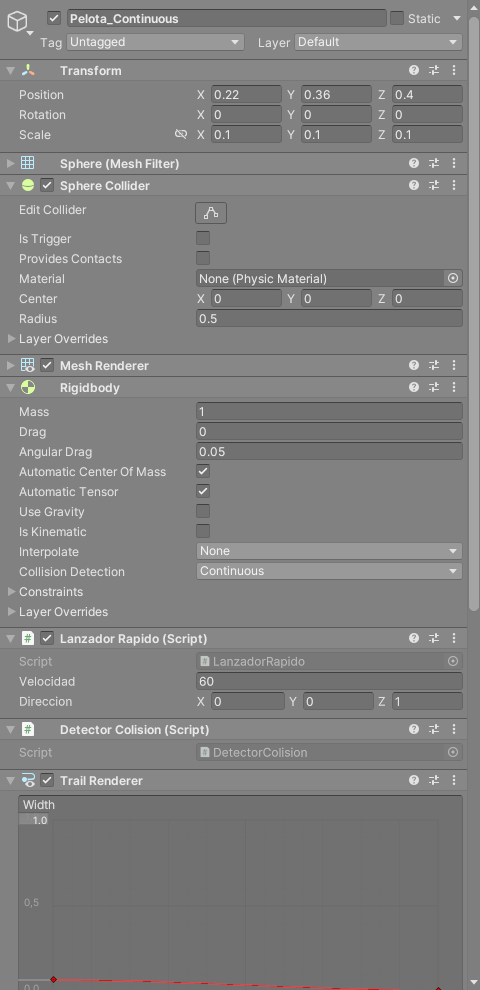 Pelota_Continuous Static
Tag Untagged Layer Default
Transform
Position X 0.22 Y 0.36 Z 0.4
Rotation X 0 Y 0 Z 0
Scale X 0.1 Y 0.1 Z 0.1
Sphere (Mesh Filter)
Sphere Collider
Edit Collider
Is Trigger
Provides Contacts
Material None (Physic Material)
Center X 0 Y 0 Z 0
Radius 0.5
Layer Overrides
Mesh Renderer
Rigidbody
Mass 1
Drag 0
Angular Drag 0.05
Automatic Center Of Mass
Automatic Tensor
Use Gravity
Is Kinematic
Interpolate None
Collision Detection Continuous
Constraints
Layer Overrides
# Lanzador Rapido (Script)
Script # LanzadorRapido
Velocidad 60
Direccion X 0 Y 0 Z 1
# Detector Colision (Script)
Script # DetectorColision
Trail Renderer
Width
1.0
0,5
0.0